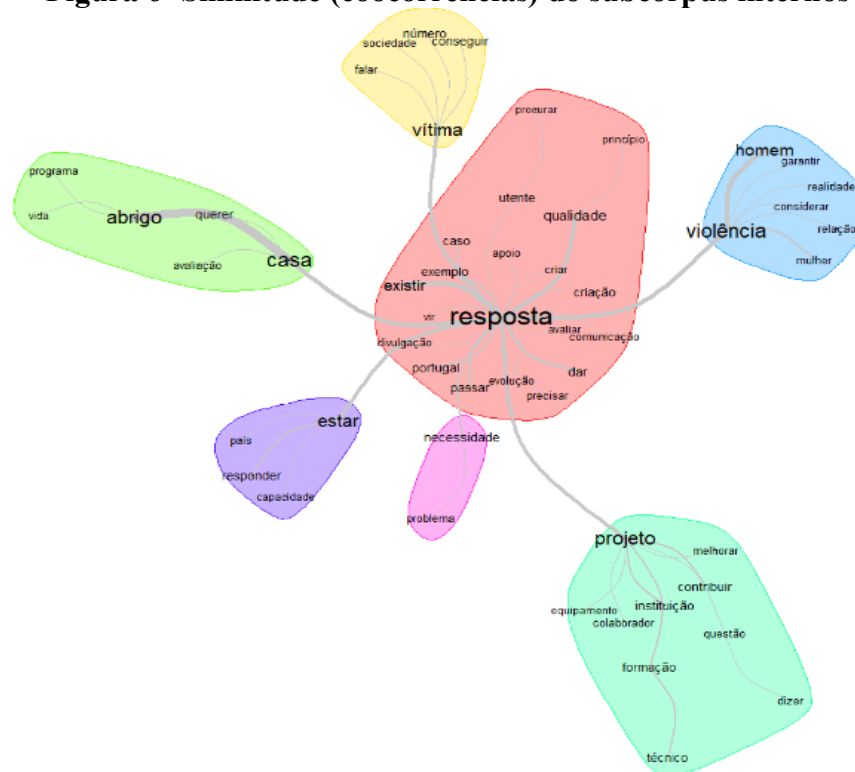 Figura 6- Similitude (coocorrências) do subcorpus internos
número
sociedade
conseguir
falar
vítima
procurar
princípio
utente
qualidade
caso
apoio
exemplo
criar
existir
criação
vir
resposta
avaliar
divulgação
comunicação
portugal
dar
passar
evolução
precisar
homem
garantir
realidade
considerar
violência
relação
mulher
programa
vida
abrigo
querer
avaliação
casa
estar
país
responder
capacidade
necessidade
problema
projeto
melhorar
contribuir
instituição
equipamento
colaborador
questão
formação
dizer
técnico